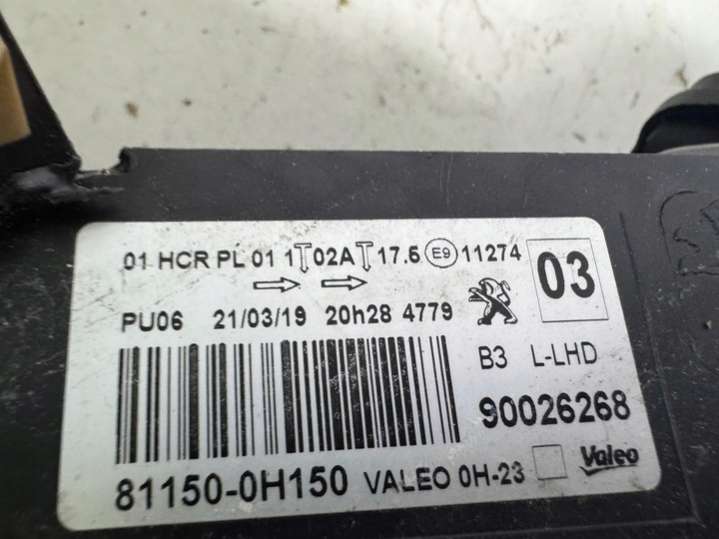 01 HCR PL 01 1 02A 17.5 E9 11274
03
PU06 21/03/19 20h28 4779
B3 L-LHD
90026268
81150-0H150 VALEO 0H-23 Valeo